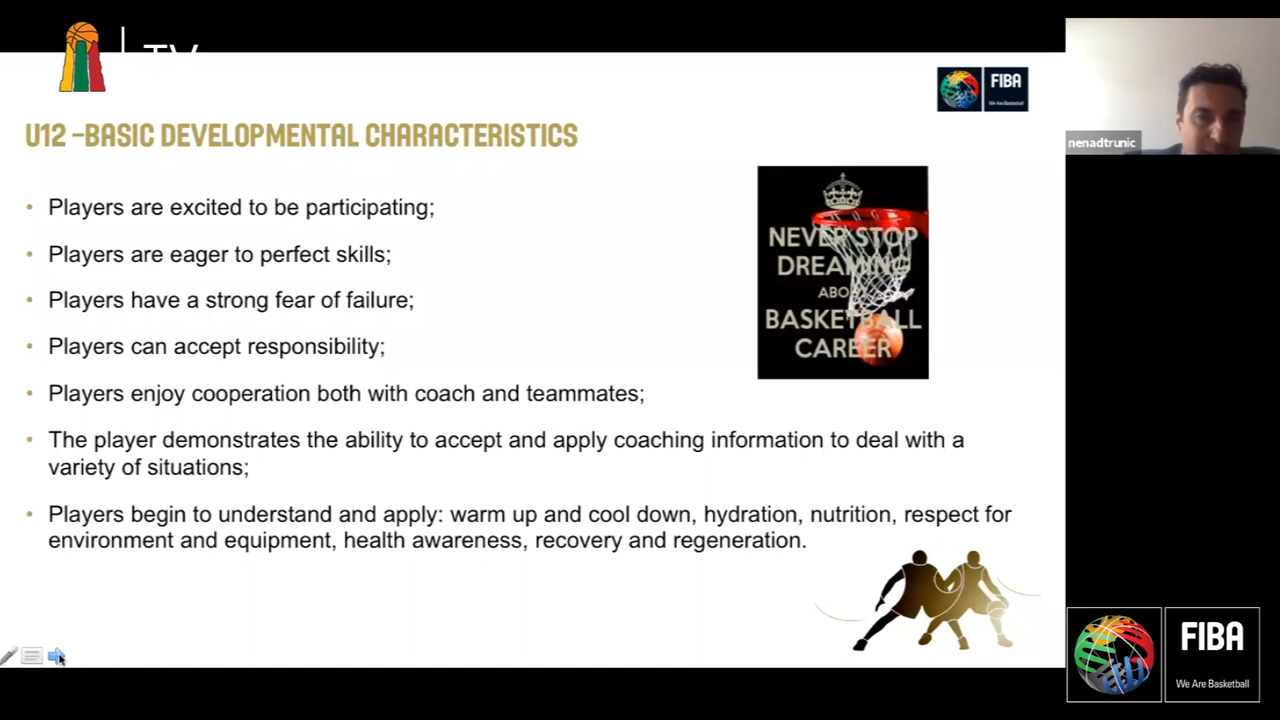 TV
FIBA
We Are Basketball
nenadtrunic
U12 –BASIC DEVELOPMENTAL CHARACTERISTICS
• Players are excited to be participating;
• Players are eager to perfect skills;
• Players have a strong fear of failure;
• Players can accept responsibility;
• Players enjoy cooperation both with coach and teammates;
• The player demonstrates the ability to accept and apply coaching information to deal with a
variety of situations;
• Players begin to understand and apply: warm up and cool down, hydration, nutrition, respect for
environment and equipment, health awareness, recovery and regeneration.
NEVER STOP
DREAMING
ABOUT
BASKETBALL
CAREER
FIBA
We Are Basketball